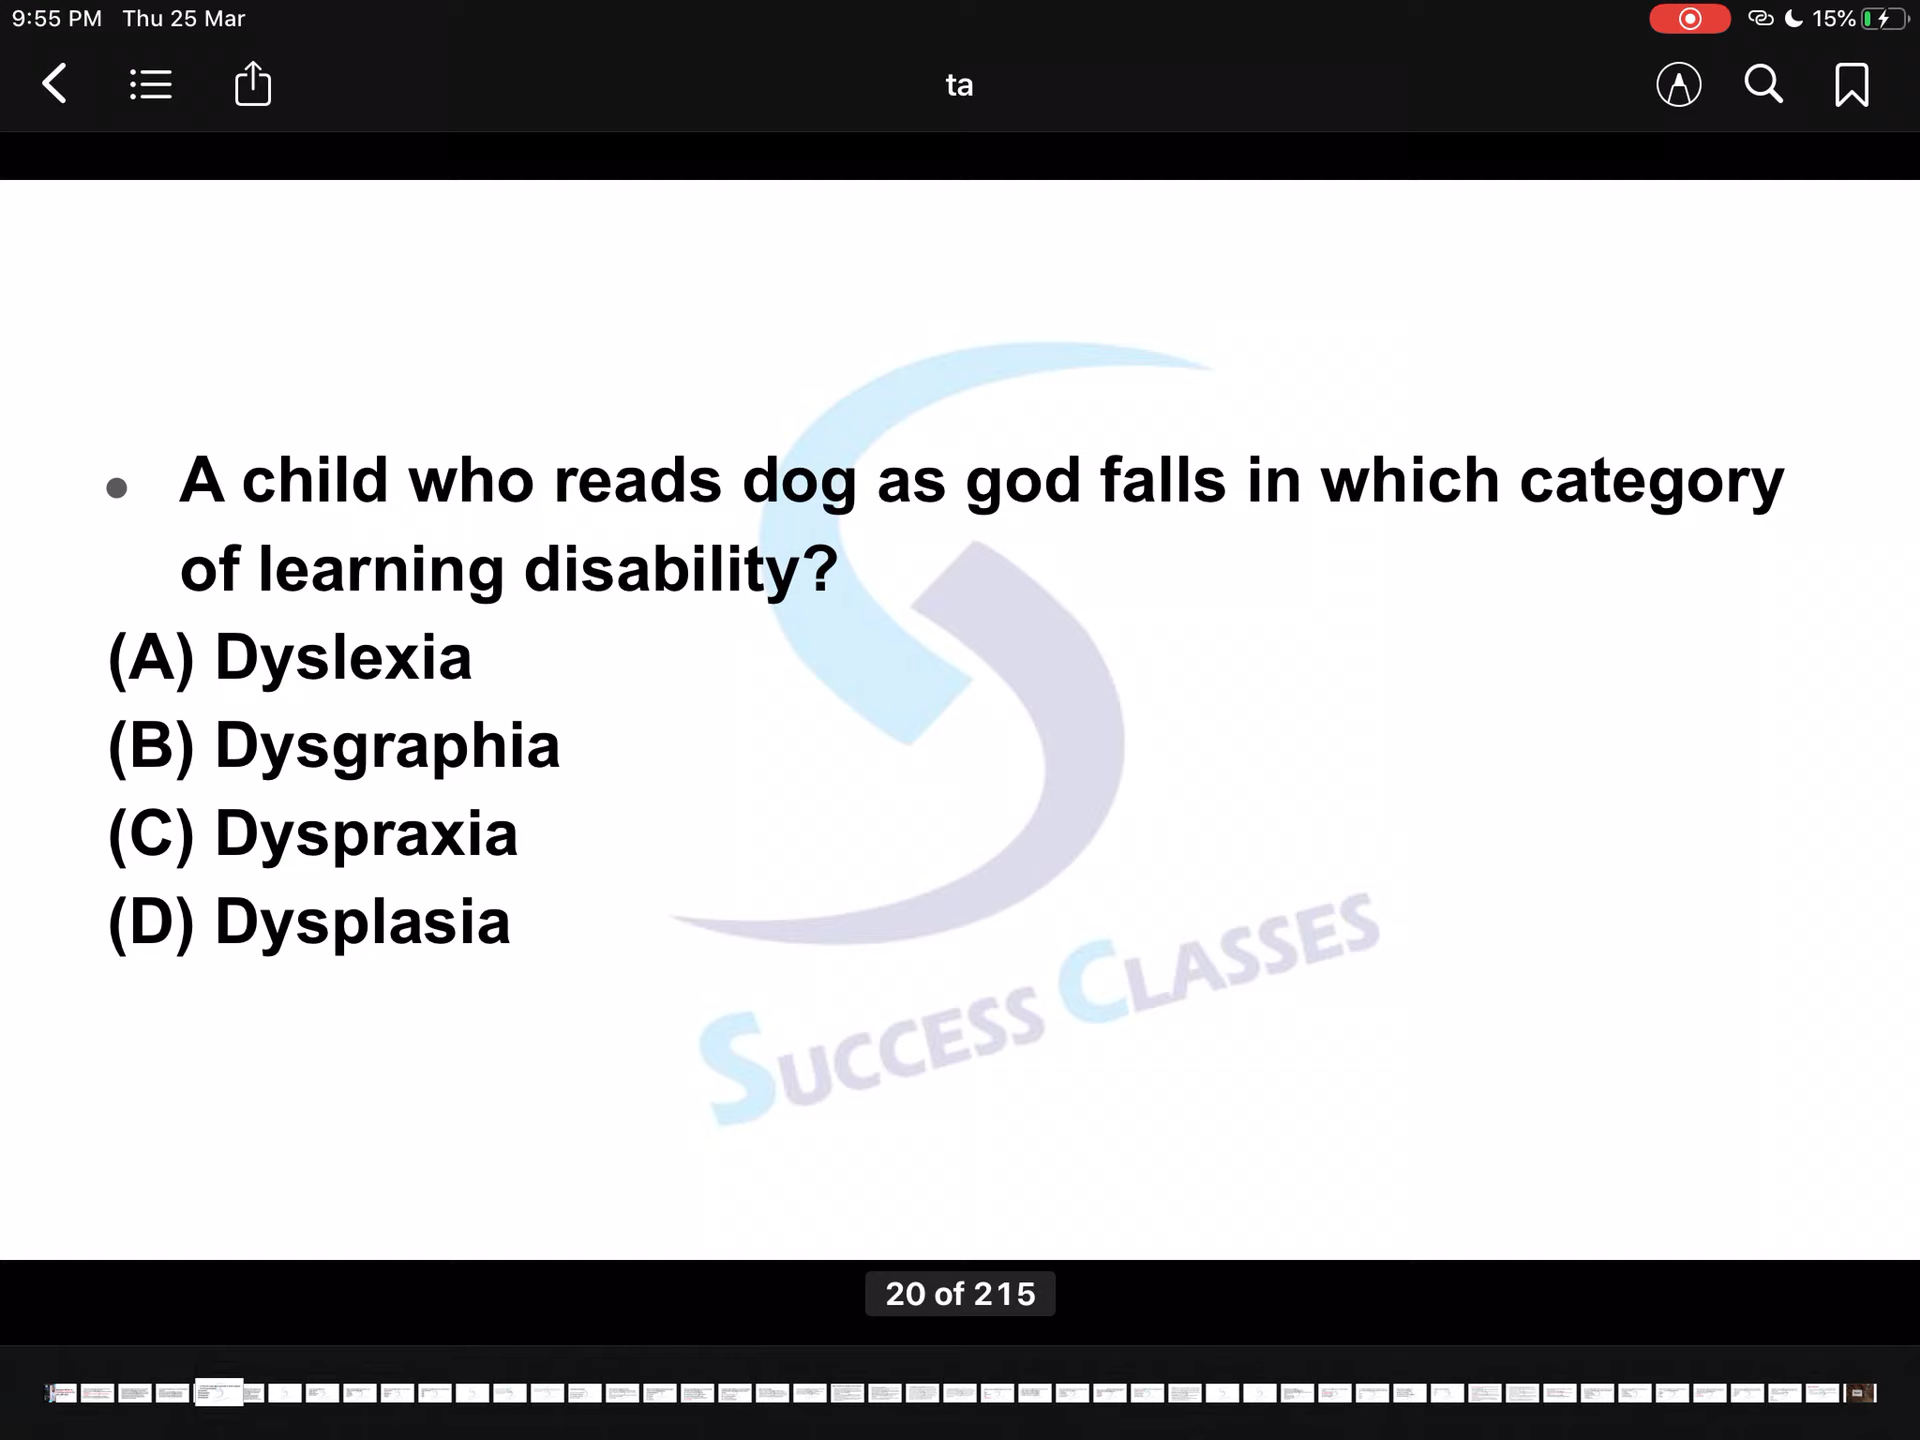 9:55 PM Thu 25 Mar
15%
ta
• A child who reads dog as god falls in which category
of learning disability?
(A) Dyslexia
(B) Dysgraphia
(C) Dyspraxia
(D) Dysplasia
SUCCESS CLASSES
20 of 215